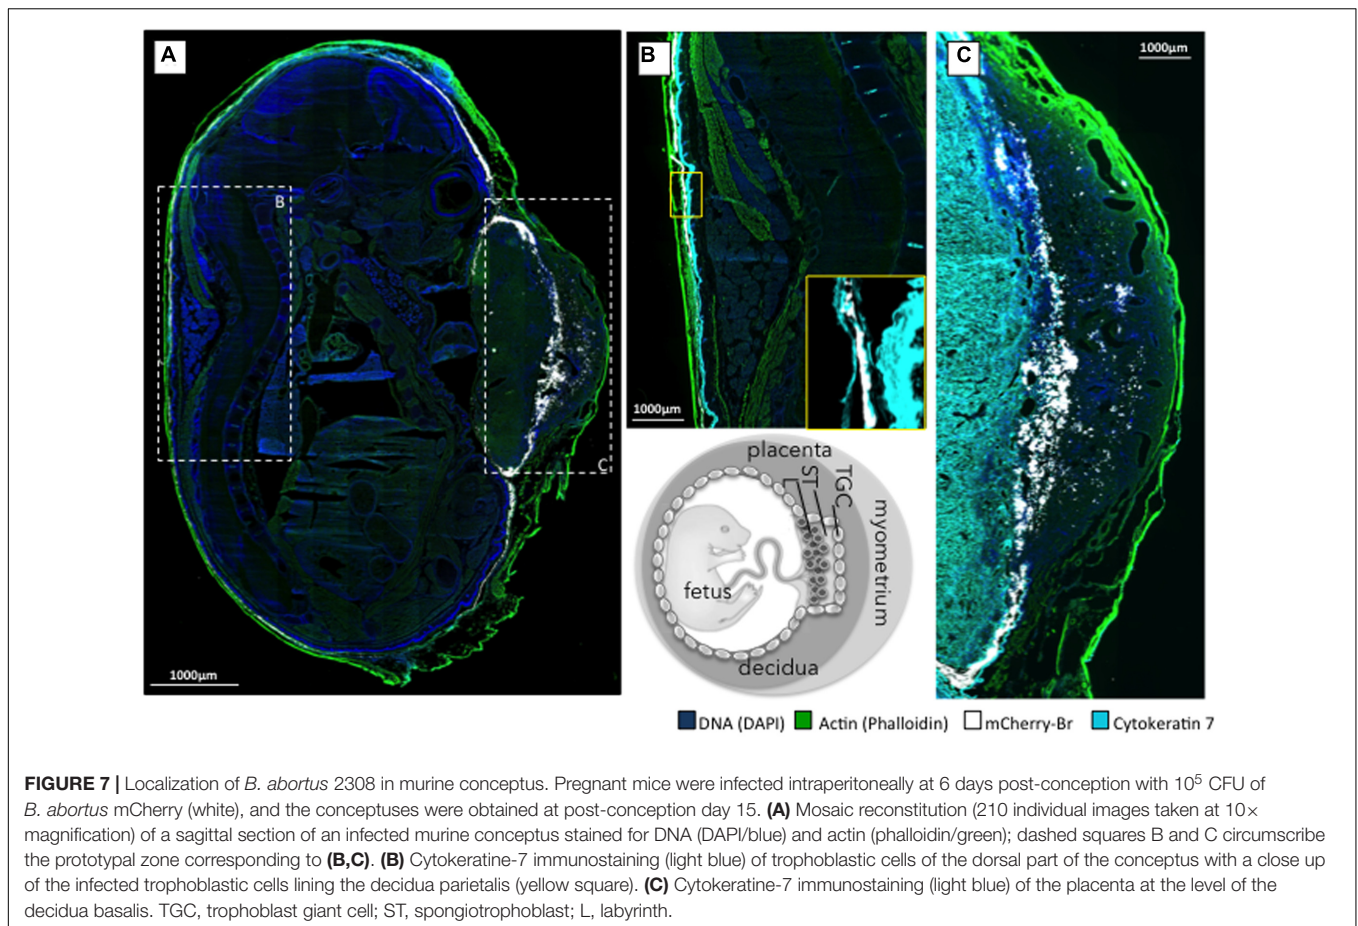 A
B
C
B
C
1000µm
1000µm
1000µm
placenta
ST
TGC
myometrium
fetus
decidua
DNA (DAPI) Actin (Phalloidin) mCherry-Br Cytokeratin 7
FIGURE 7 | Localization of B. abortus 2308 in murine conceptus. Pregnant mice were infected intraperitoneally at 6 days post-conception with 10⁵ CFU of
B. abortus mCherry (white), and the conceptuses were obtained at post-conception day 15. (A) Mosaic reconstitution (210 individual images taken at 10×
magnification) of a sagittal section of an infected murine conceptus stained for DNA (DAPI/blue) and actin (phalloidin/green); dashed squares B and C circumscribe
the prototypal zone corresponding to (B,C). (B) Cytokeratine-7 immunostaining (light blue) of trophoblastic cells of the dorsal part of the conceptus with a close up
of the infected trophoblastic cells lining the decidua parietalis (yellow square). (C) Cytokeratine-7 immunostaining (light blue) of the placenta at the level of the
decidua basalis. TGC, trophoblast giant cell; ST, spongiotrophoblast; L, labyrinth.